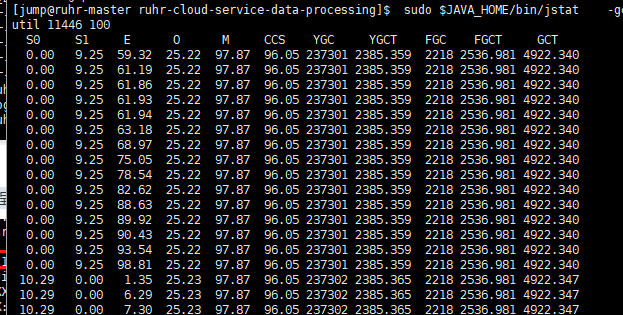 [jump@ruhr-master ruhr-cloud-service-data-processing]$ sudo $JAVA_HOME/bin/jstat -gc
util 11446 100
S0 S1 E O M CCS YGC YGCT FGC FGCT GCT
0.00 9.25 59.32 25.22 97.87 96.05 237301 2385.359 2218 2536.981 4922.340
0.00 9.25 61.19 25.22 97.87 96.05 237301 2385.359 2218 2536.981 4922.340
0.00 9.25 61.86 25.22 97.87 96.05 237301 2385.359 2218 2536.981 4922.340
0.00 9.25 61.93 25.22 97.87 96.05 237301 2385.359 2218 2536.981 4922.340
0.00 9.25 61.94 25.22 97.87 96.05 237301 2385.359 2218 2536.981 4922.340
0.00 9.25 63.18 25.22 97.87 96.05 237301 2385.359 2218 2536.981 4922.340
0.00 9.25 68.97 25.22 97.87 96.05 237301 2385.359 2218 2536.981 4922.340
0.00 9.25 75.05 25.22 97.87 96.05 237301 2385.359 2218 2536.981 4922.340
0.00 9.25 78.54 25.22 97.87 96.05 237301 2385.359 2218 2536.981 4922.340
0.00 9.25 82.62 25.22 97.87 96.05 237301 2385.359 2218 2536.981 4922.340
0.00 9.25 88.63 25.22 97.87 96.05 237301 2385.359 2218 2536.981 4922.340
0.00 9.25 89.92 25.22 97.87 96.05 237301 2385.359 2218 2536.981 4922.340
0.00 9.25 90.43 25.22 97.87 96.05 237301 2385.359 2218 2536.981 4922.340
0.00 9.25 93.54 25.22 97.87 96.05 237301 2385.359 2218 2536.981 4922.340
0.00 9.25 98.81 25.22 97.87 96.05 237301 2385.359 2218 2536.981 4922.340
10.29 0.00 1.35 25.23 97.87 96.05 237302 2385.365 2218 2536.981 4922.347
10.29 0.00 6.29 25.23 97.87 96.05 237302 2385.365 2218 2536.981 4922.347
10.29 0.00 7.30 25.23 97.87 96.05 237302 2385.365 2218 2536.981 4922.347